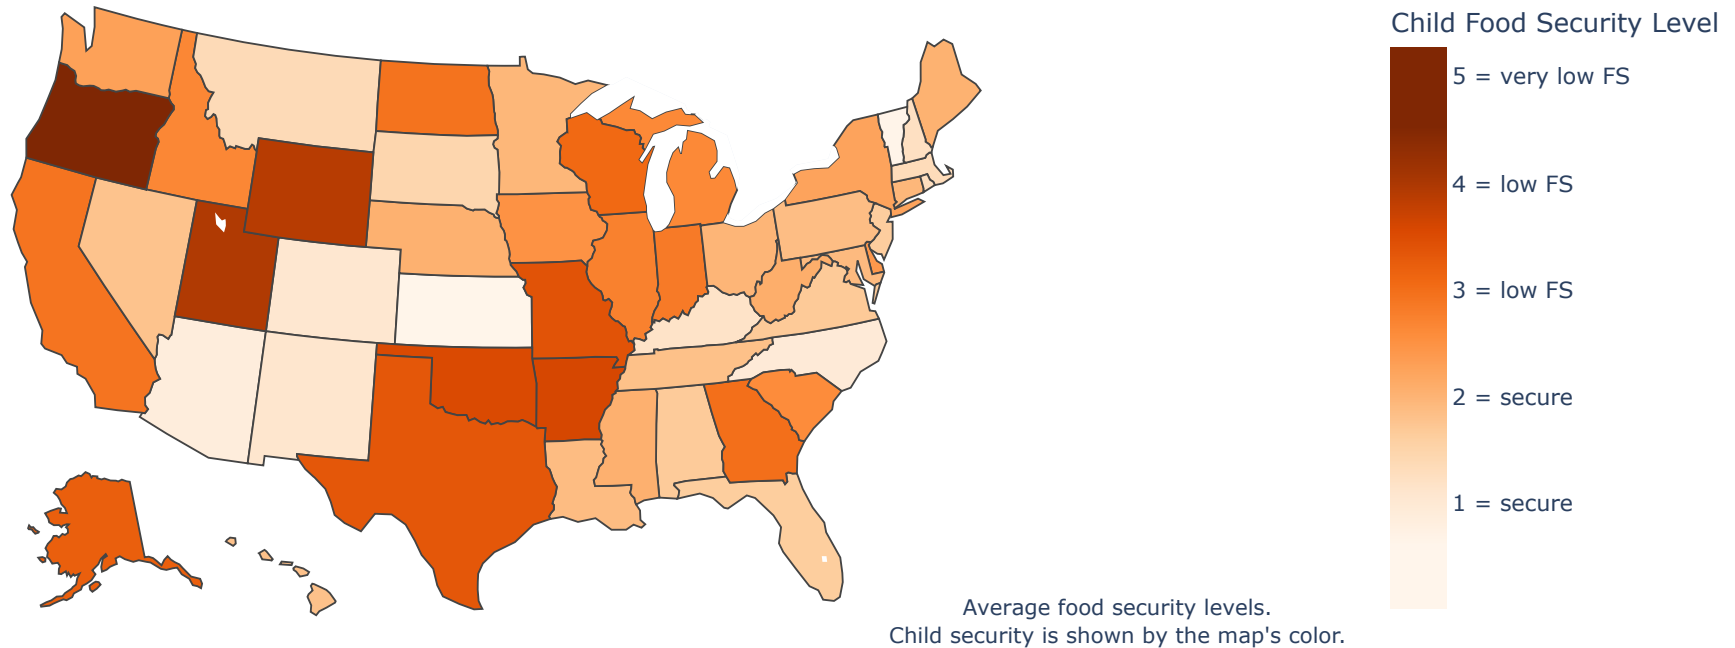 Child Food Security Level
5 = very low FS
4 = low FS
3 = low FS
2 = secure
1 = secure
Average food security levels.
Child security is shown by the map's color.